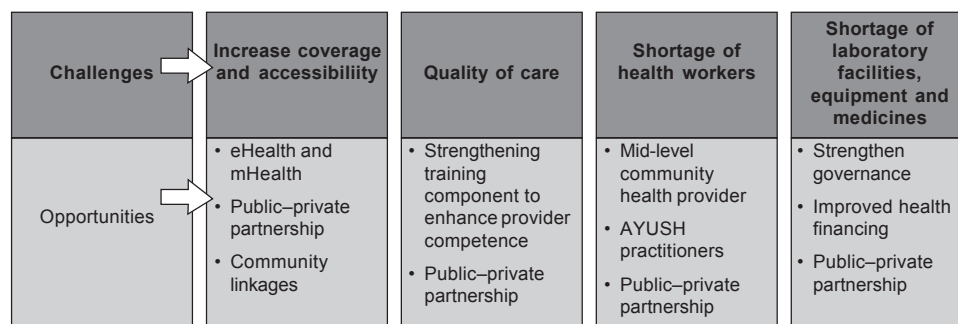 Challenges
Increase coverage
and accessibiliity
Quality of care
Shortage of
health workers
Shortage of
laboratory
facilities,
equipment and
medicines
Opportunities
• eHealth and
mHealth
• Public–private
partnership
• Community
linkages
• Strengthening
training
component to
enhance provider
competence
• Public–private
partnership
• Mid-level
community
health provider
• AYUSH
practitioners
• Public–private
partnership
• Strengthen
governance
• Improved health
financing
• Public–private
partnership